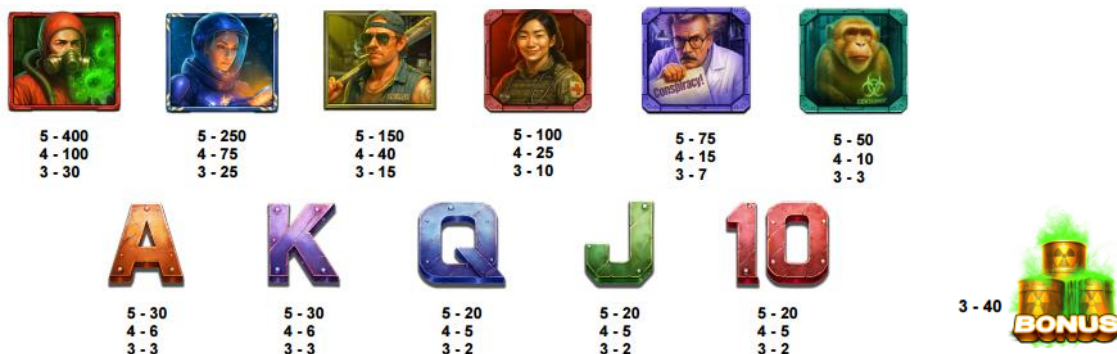 Conspiracy!
5 - 400
4 - 100
3 - 30
5 - 250
4 - 75
3 - 25
5 - 150
4 - 40
3 - 15
5 - 100
4 - 25
3 - 10
5 - 75
4 - 15
3 - 7
5 - 50
4 - 10
3 - 3
A
K
Q
J
10
5 - 30
4 - 6
3 - 3
5 - 30
4 - 6
3 - 3
5 - 20
4 - 5
3 - 2
5 - 20
4 - 5
3 - 2
5 - 20
4 - 5
3 - 2
3 - 40
BONUS